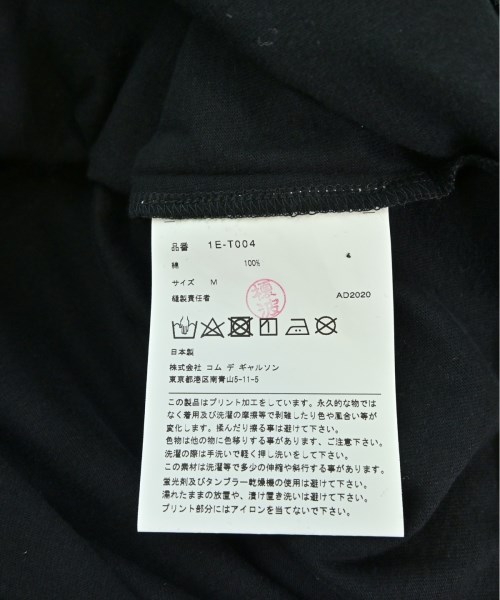 品番 1E-T004
綿 100%
サイズ M
縫製責任者 AD2020
日本製
株式会社 コム デ ギャルソン
東京都港区南青山5-11-5
この製品はプリント加工をしています。永久的な物では
なく着用及び洗濯の摩擦等で剥離したり色や風合い等が
変化します。揉んだり擦る事は避けて下さい。
色物は他の物に色移りする事があります、ご注意下さい。
洗濯の際は手洗いで軽く押し洗いをして下さい。
この素材は洗濯等で多少の伸縮や斜行する事があります。
蛍光剤及びタンブラー乾燥機の使用は避けて下さい。
濡れたままの放置や、漬け置き洗いは避けて下さい。
プリント部分にはアイロンを当てないで下さい。